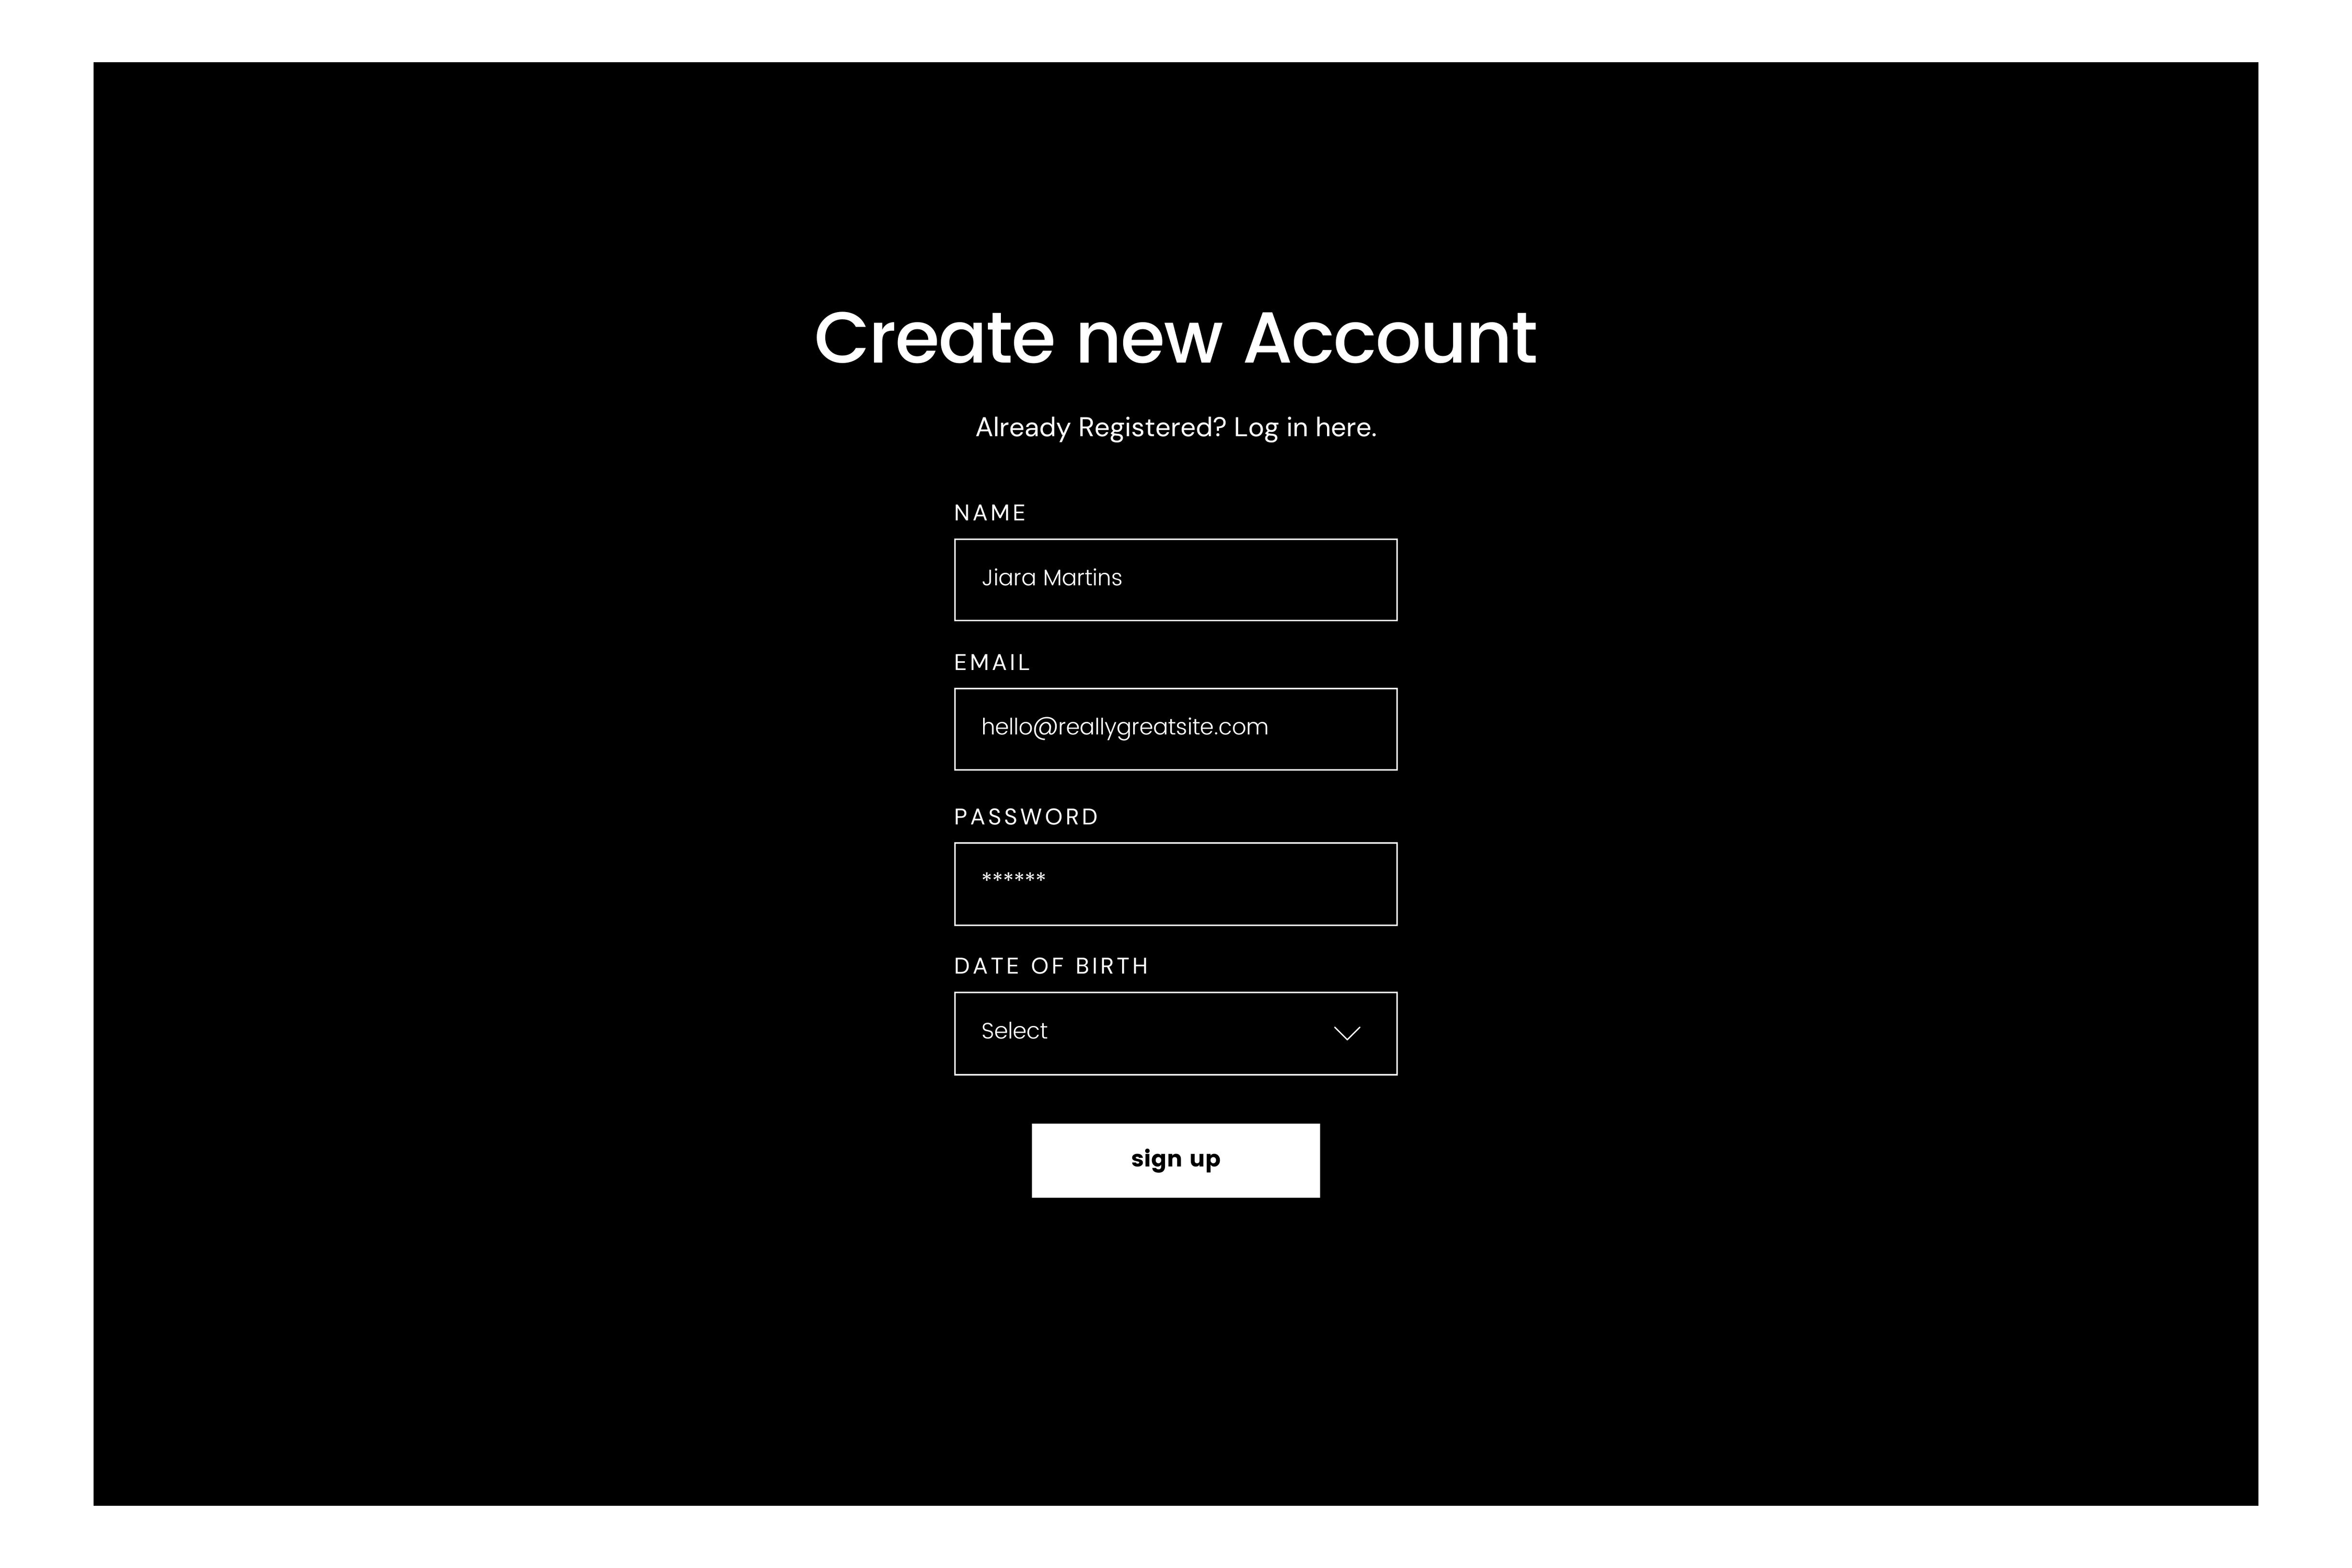 Create new Account
Already Registered? Log in here.
NAME
Jiara Martins
EMAIL
hello@reallygreatsite.com
PASSWORD
******
DATE OF BIRTH
Select
sign up